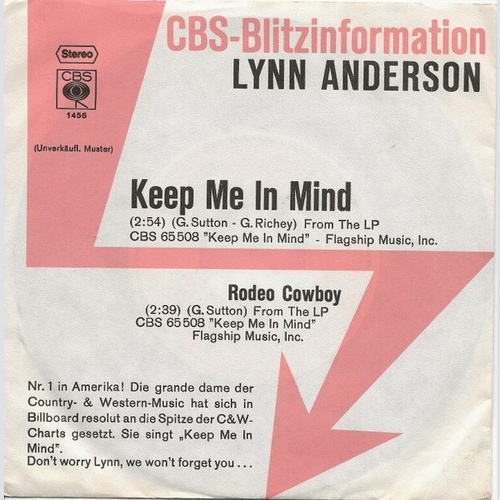 CBS-Blitzinformation
LYNN ANDERSON
Stereo
CBS
1456
(Unverkäufl. Muster)
Keep Me In Mind
(2:54) (G. Sutton - G. Richey) From The LP
CBS 65 508 "Keep Me In Mind" - Flagship Music, Inc.
Rodeo Cowboy
(2:39) (G. Sutton) From The LP
CBS 65 508 "Keep Me In Mind"
Flagship Music, Inc.
Nr. 1 in Amerika! Die grande dame der
Country- & Western-Music hat sich in
Billboard resolut an die Spitze der C&W-
Charts gesetzt. Sie singt „Keep Me In
Mind".
Don't worry Lynn, we won't forget you ...